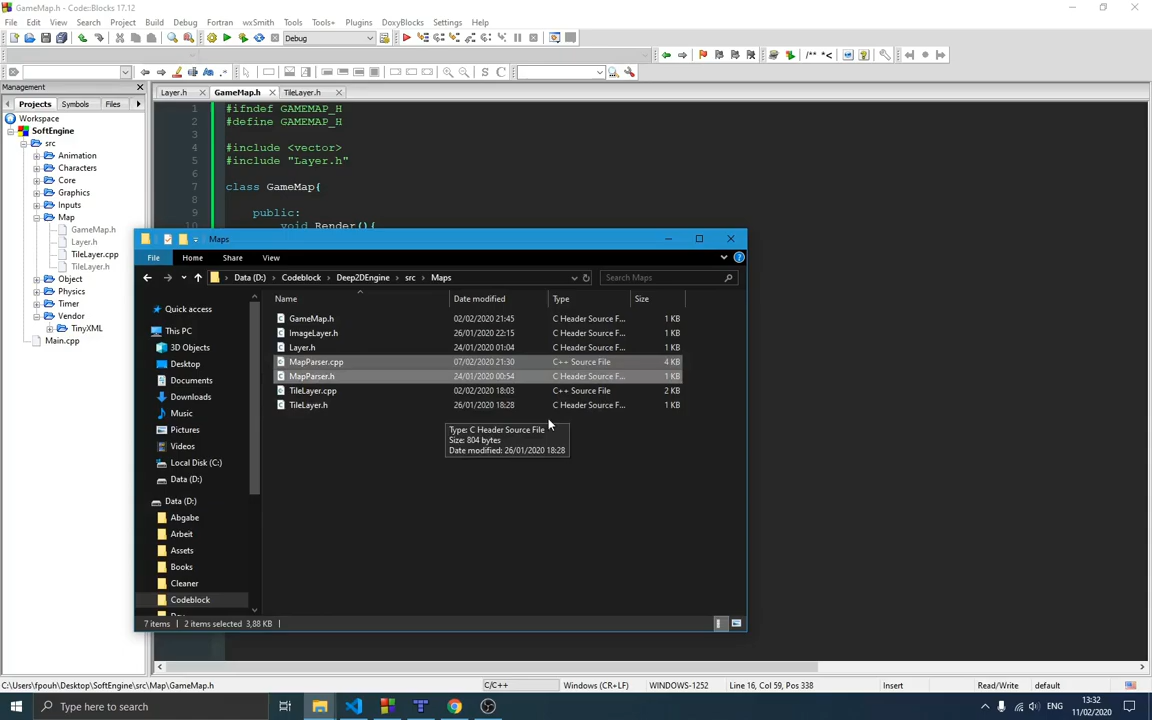 GameMap.h - Code::Blocks 17.12
File Edit View Search Project Build Debug Fortran wxSmith Tools Tools+ Plugins DoxyBlocks Settings Help
Debug
/** *<
S C
Management
Layer.h GameMap.h TileLayer.h
Projects Symbols Files
Workspace
SoftEngine
src
Animation
Characters
Core
Graphics
Inputs
Map
GameMap.h
Layer.h
TileLayer.cpp
TileLayer.h
Object
Physics
Timer
Vendor
TinyXML
Main.cpp
1 #ifndef GAMEMAP_H
2 #define GAMEMAP_H
3
4 #include <vector>
5 #include "Layer.h"
6
7 class GameMap{
8
9 public:
10 void Render(){
Maps
File Home Share View
Data (D:) Codeblock Deep2DEngine src Maps
Search Maps
Name Date modified Type Size
GameMap.h 02/02/2020 21:45 C Header Source F... 1 KB
ImageLayer.h 26/01/2020 22:15 C Header Source F... 1 KB
Layer.h 24/01/2020 01:04 C Header Source F... 1 KB
MapParser.cpp 07/02/2020 21:30 C++ Source File 4 KB
MapParser.h 24/01/2020 00:54 C Header Source F... 1 KB
TileLayer.cpp 02/02/2020 18:03 C++ Source File 2 KB
TileLayer.h 26/01/2020 18:28 C Header Source F... 1 KB
Type: C Header Source File
Size: 804 bytes
Date modified: 26/01/2020 18:28
Quick access
This PC
3D Objects
Desktop
Documents
Downloads
Music
Pictures
Videos
Local Disk (C:)
Data (D:)
Data (D:)
Abgabe
Arbeit
Assets
Books
Cleaner
Codeblock
7 items 2 items selected 3,88 KB
C:\Users\fpouh\Desktop\SoftEngine\src\Map\GameMap.h C/C++ Windows (CR+LF) WINDOWS-1252 Line 16, Col 59, Pos 338 Insert Read/Write default
Type here to search
ENG
13:32
11/02/2020